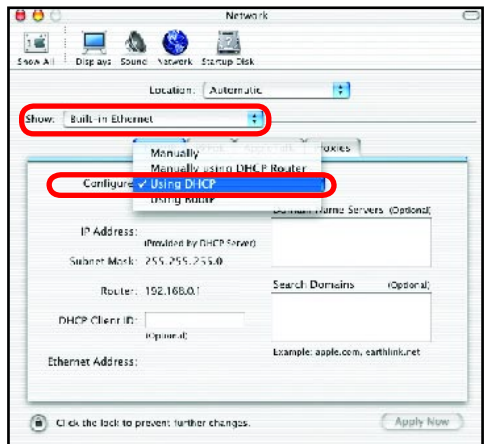 Network
Show All Displays Sound Network Startup Disk
Location: Automatic
Show: Built-in Ethernet
Proxies
Manually
Manually using DHCP Router
Configure ✓ Using DHCP
Using BootP
Domain Name Servers (Optional)
IP Address:
(Provided by DHCP Server)
Subnet Mask: 255.255.255.0
Router: 192.168.0.1
Search Domains (Optional)
DHCP Client ID:
(Optional)
Example: apple.com, earthlink.net
Ethernet Address:
Click the lock to prevent further changes.
Apply Now